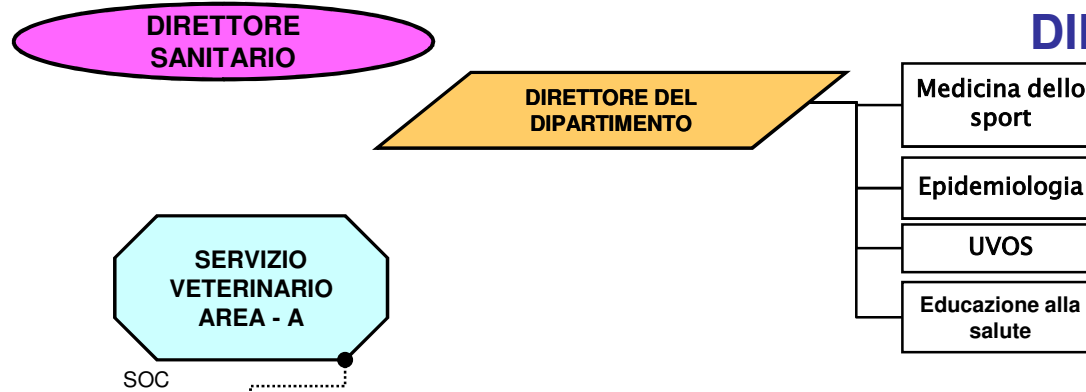 DIRETTORE
SANITARIO
DIRETTORE DEL
DIPARTIMENTO
Medicina dello
sport
Epidemiologia
UVOS
Educazione alla
salute
SERVIZIO
VETERINARIO
AREA - A
SOC